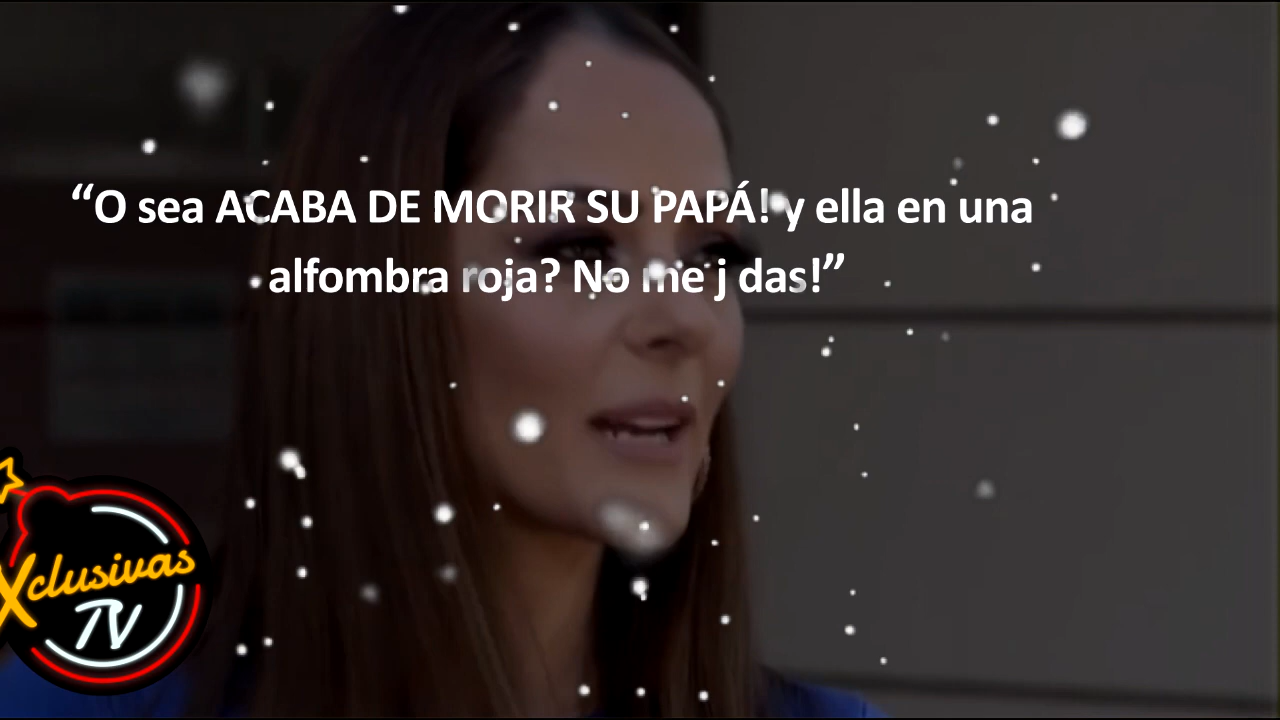 “O sea ACABA DE MORIR SU PAPÁ! y ella en una
alfombra roja? No me j das!”
Xclusivas
TV